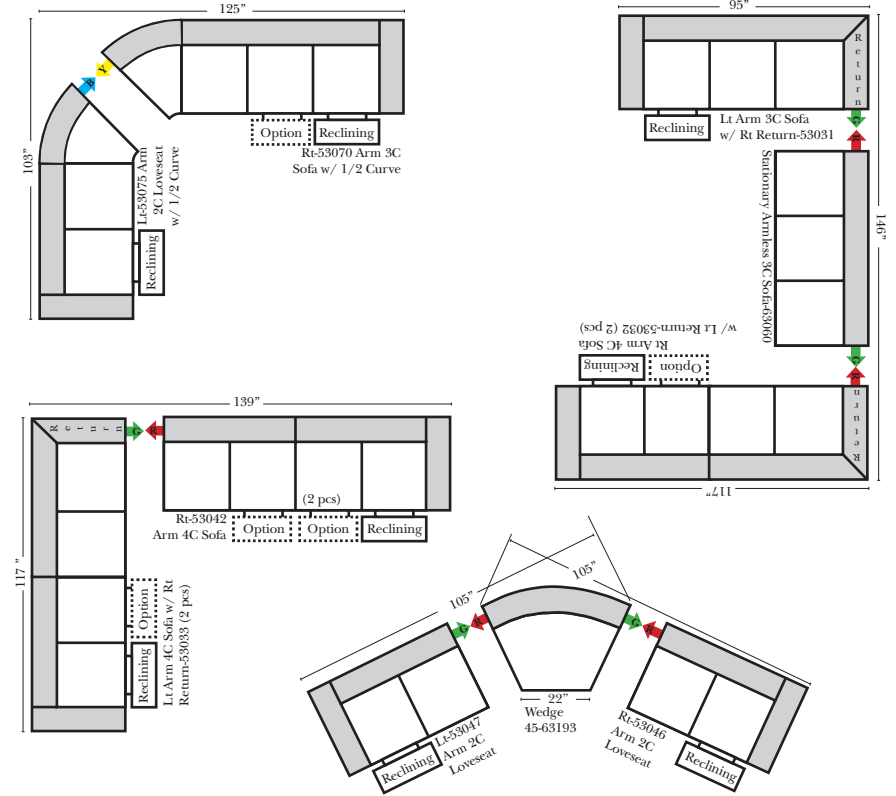 125”
103”
B
Y
Option
Reclining
Rt-53070 Arm 3C
Sofa w/ 1/2 Curve
Lt-53075 Arm
2C Loveseat
w/ 1/2 Curve
Reclining
95”
Return
Reclining
Lt Arm 3C Sofa
w/ Rt Return-53031
G
R
Stationary Armless 3C Sofa-63060
146”
G
R
Rt Arm 4C Sofa
w/ Lt Return-53032 (2 pcs)
Reclining
Option
Return
117”
139”
Return
G
R
(2 pcs)
Rt-53042
Arm 4C Sofa
Option
Option
Reclining
117”
Option
Reclining
Lt Arm 4C Sofa w/ Rt
Return-53033 (2 pcs)
105”
105”
G
R
G
R
22”
Wedge
45-63193
Lt-53047
Arm 2C
Loveseat
Reclining
Rt-53046
Arm 2C
Loveseat
Reclining